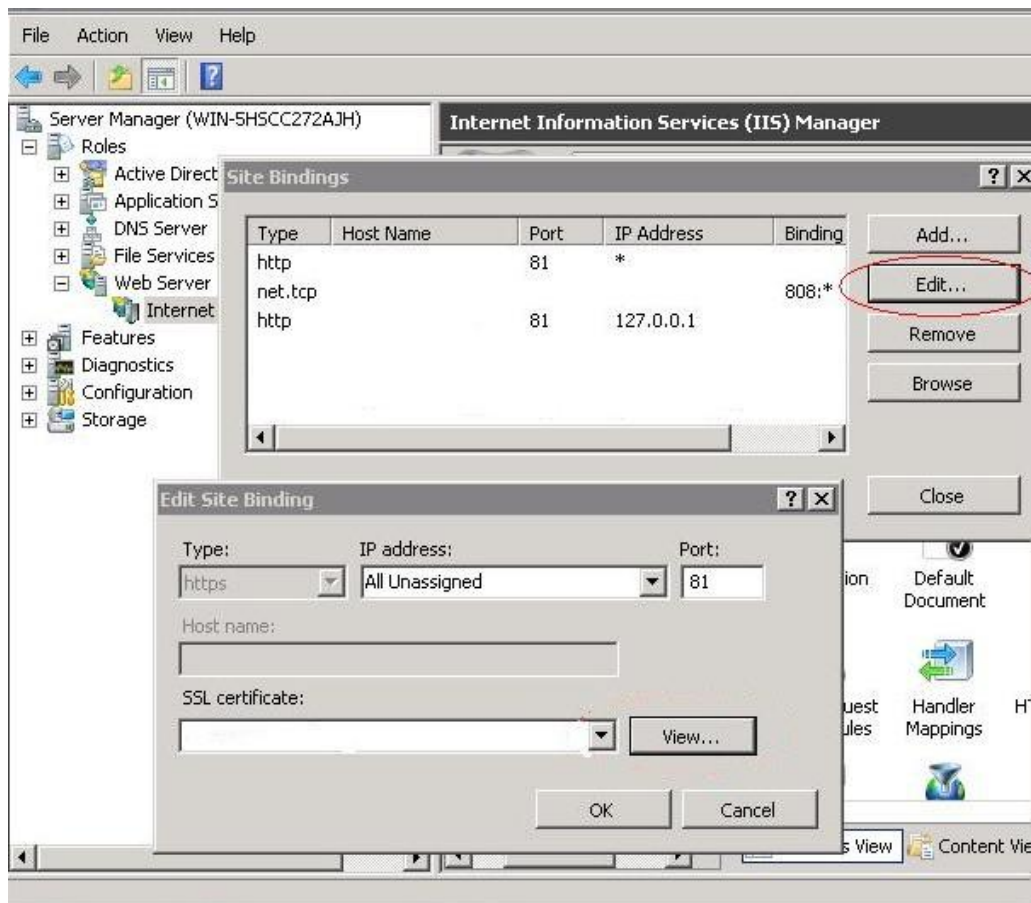 File Action View Help
Server Manager (WIN-5HSCC272AJH)
Roles
Active Direct
Application S
DNS Server
File Services
Web Server
Internet
Features
Diagnostics
Configuration
Storage
Internet Information Services (IIS) Manager
Site Bindings
Type Host Name Port IP Address Binding
http 81 *
net.tcp 808:*
http 81 127.0.0.1
Add...
Edit...
Remove
Browse
Close
Edit Site Binding
Type: IP address: Port:
https All Unassigned 81
Host name:
SSL certificate:
View...
OK Cancel
ion Default
Document
uest Handler H
ules Mappings
s View Content Vie